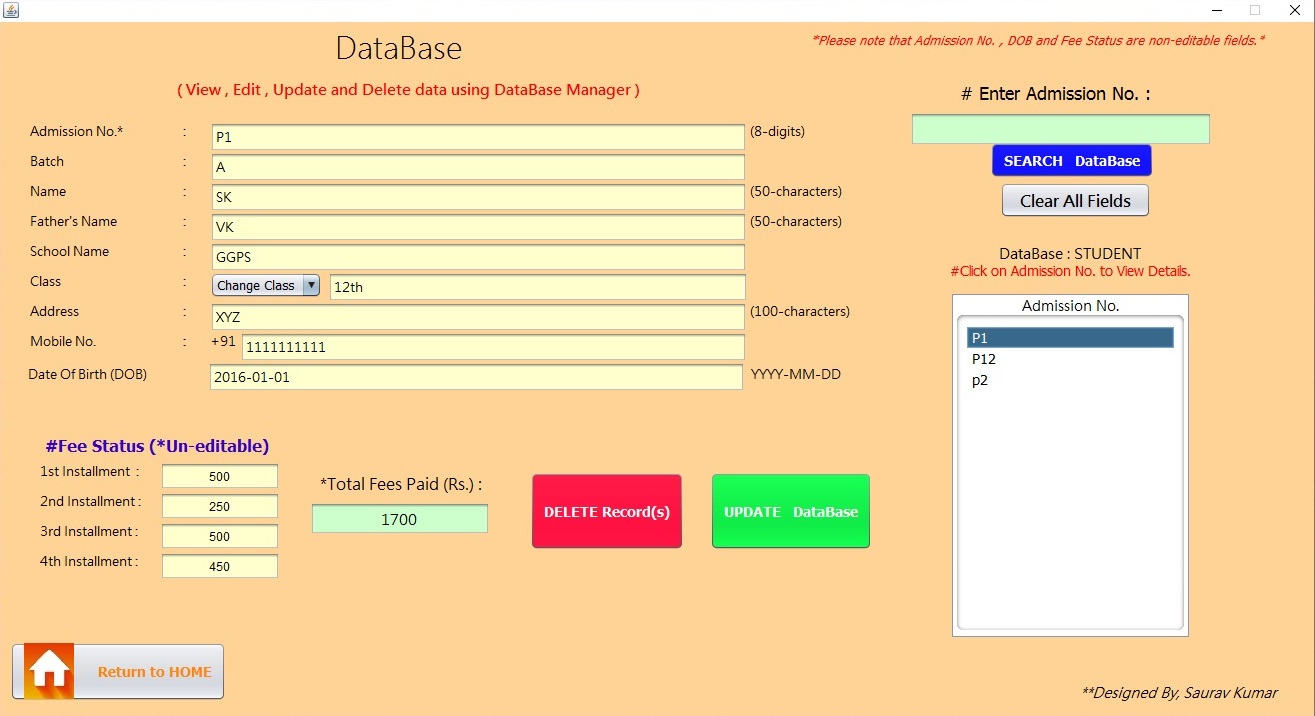 DataBase
*Please note that Admission No. , DOB and Fee Status are non-editable fields.*
( View , Edit , Update and Delete data using DataBase Manager )
# Enter Admission No. :
Admission No.* : P1 (8-digits)
Batch : A
SEARCH DataBase
Name : SK (50-characters)
Clear All Fields
Father's Name : VK (50-characters)
School Name : GGPS
DataBase : STUDENT
#Click on Admission No. to View Details.
Class : Change Class 12th
Address : XYZ (100-characters)
Mobile No. : +91 1111111111
Date Of Birth (DOB) 2016-01-01 YYYY-MM-DD
Admission No.
P1
P12
p2
#Fee Status (*Un-editable)
1st Installment : 500
2nd Installment : 250
3rd Installment : 500
4th Installment : 450
*Total Fees Paid (Rs.) :
1700
DELETE Record(s)
UPDATE DataBase
Return to HOME
**Designed By, Saurav Kumar